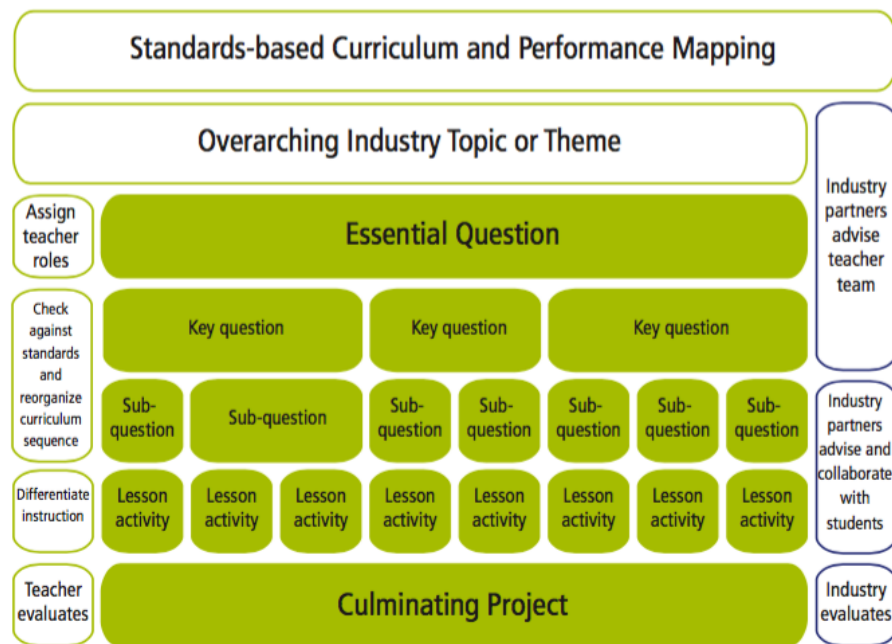 Standards-based Curriculum and Performance Mapping
Overarching Industry Topic or Theme
Industry
partners
advise
teacher
team
Assign
teacher
roles
Essential Question
Check
against
standards
and
reorganize
curriculum
sequence
Key question
Key question
Key question
Sub-
question
Sub-question
Sub-
question
Sub-
question
Sub-
question
Sub-
question
Sub-
question
Industry
partners
advise and
collaborate
with
students
Differentiate
instruction
Lesson
activity
Lesson
activity
Lesson
activity
Lesson
activity
Lesson
activity
Lesson
activity
Lesson
activity
Lesson
activity
Teacher
evaluates
Culminating Project
Industry
evaluates